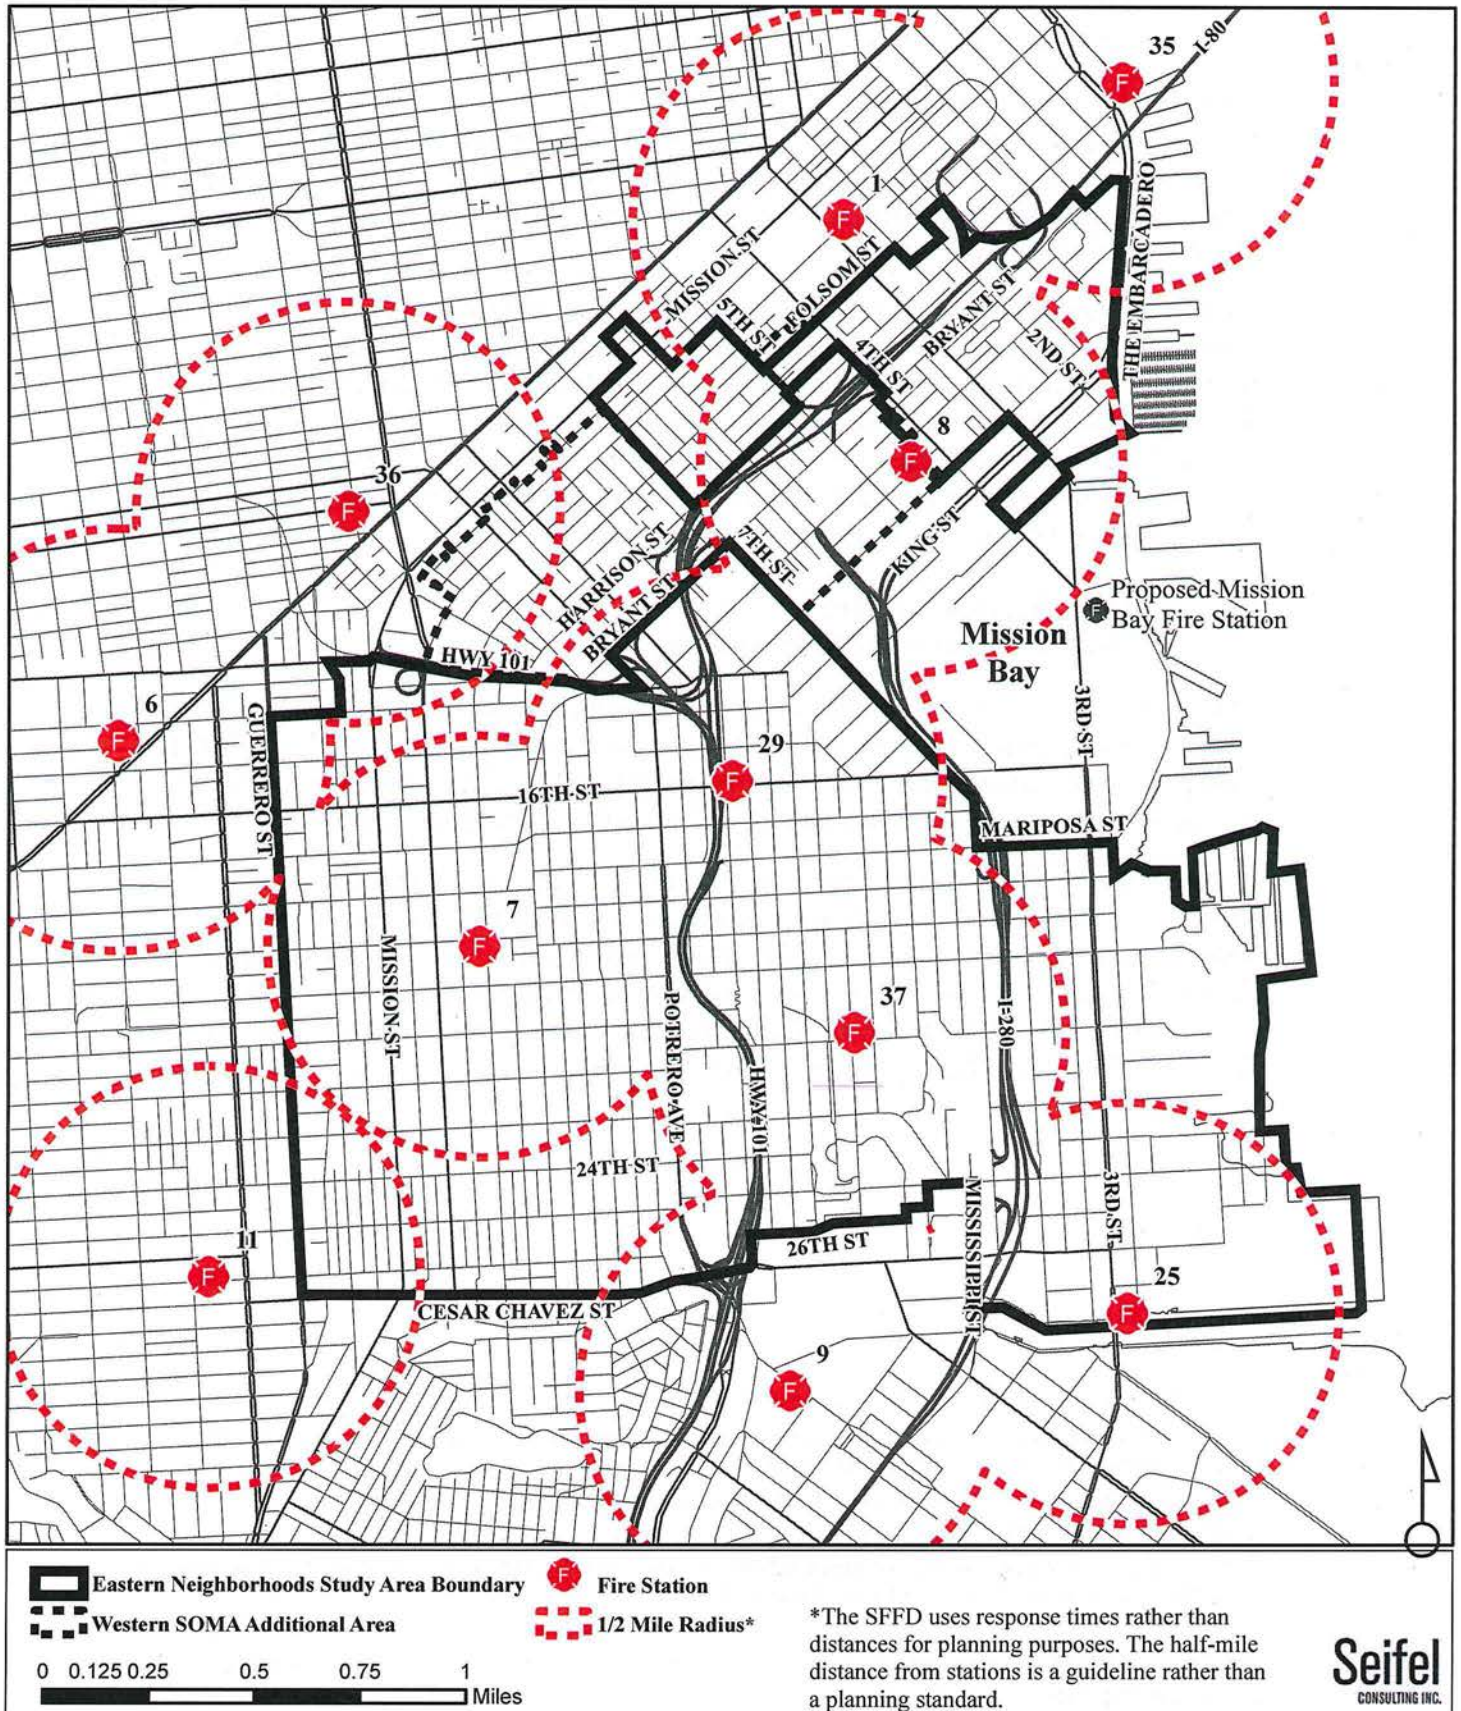 35
I-80
1
THE EMBARCADERO
MISSION ST
FOLSOM ST
5TH ST
BRYANT ST
2ND ST
4TH ST
8
36
7TH ST
HARRISON ST
KING ST
BRYANT ST
Proposed Mission
Bay Fire Station
Mission
Bay
HWY 101
6
GUERRERO ST
3RD ST
29
16TH ST
MARIPOSA ST
7
MISSION ST
POTRERO AVE
37
I-280
HWY 101
24TH ST
3RD ST
MISSISSIPPI ST
11
26TH ST
25
CESAR CHAVEZ ST
9
Eastern Neighborhoods Study Area Boundary
Fire Station
Western SOMA Additional Area
1/2 Mile Radius*
0 0.125 0.25 0.5 0.75 1
Miles
*The SFFD uses response times rather than
distances for planning purposes. The half-mile
distance from stations is a guideline rather than
a planning standard.
Seifel
CONSULTING INC.